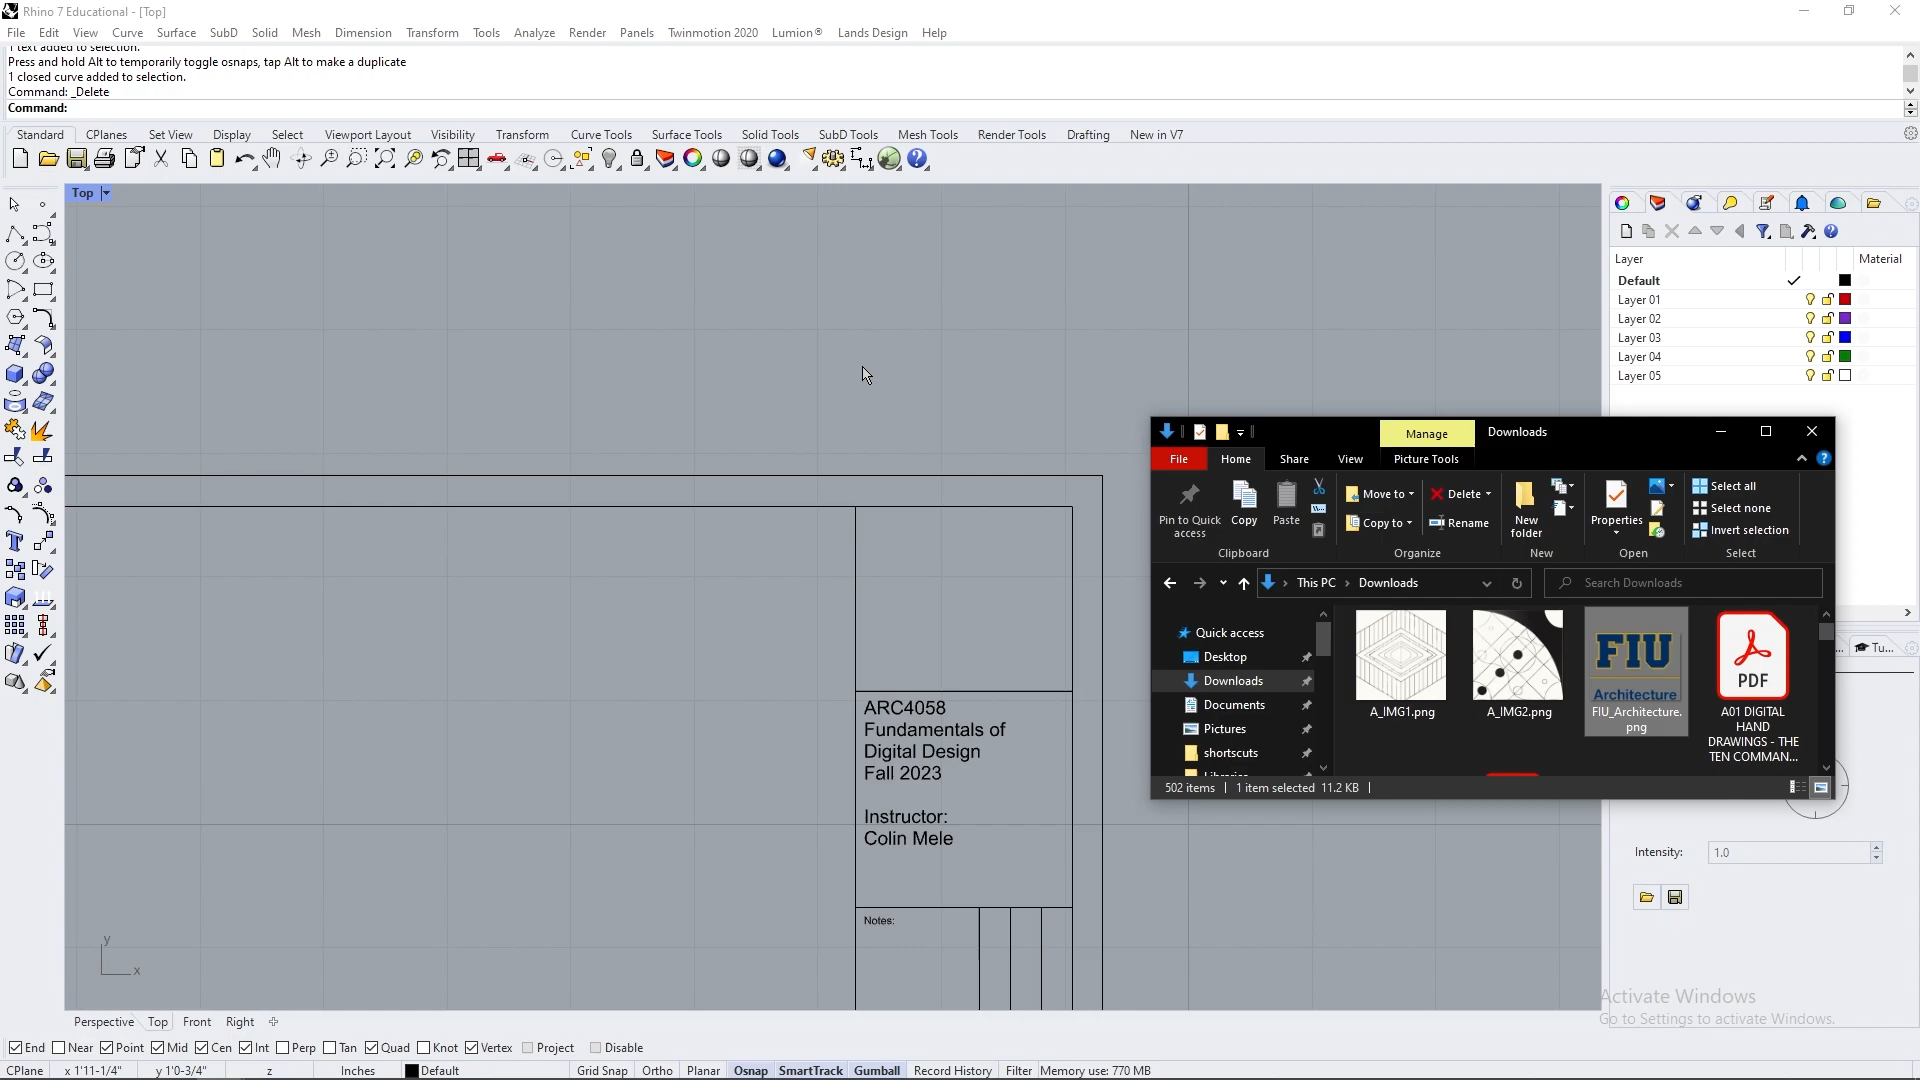 Rhino 7 Educational - [Top]
File Edit View Curve Surface SubD Solid Mesh Dimension Transform Tools Analyze Render Panels Twinmotion 2020 Lumion® Lands Design Help
1 text added to selection.
Press and hold Alt to temporarily toggle osnaps, tap Alt to make a duplicate
1 closed curve added to selection.
Command: _Delete
Command:
Standard CPlanes Set View Display Select Viewport Layout Visibility Transform Curve Tools Surface Tools Solid Tools SubD Tools Mesh Tools Render Tools Drafting New in V7
Top
Layer Material
Default
Layer 01
Layer 02
Layer 03
Layer 04
Layer 05
Manage Downloads
File Home Share View Picture Tools
Pin to Quick access
Copy
Paste
Move to
Copy to
Delete
Rename
New folder
Properties
Select all
Select none
Invert selection
Clipboard Organize New Open Select
This PC Downloads
Search Downloads
Quick access
Desktop
Downloads
Documents
Pictures
shortscuts
FIU
Architecture
PDF
A_IMG1.png
A_IMG2.png
FIU_Architecture.
png
A01 DIGITAL
HAND
DRAWINGS - THE
TEN COMMAN...
502 items 1 item selected 11.2 KB
... Tu...
ARC4058
Fundamentals of
Digital Design
Fall 2023
Instructor:
Colin Mele
Notes:
Intensity: 1.0
y
x
Activate Windows
Go to Settings to activate Windows.
Perspective Top Front Right
End Near Point Mid Cen Int Perp Tan Quad Knot Vertex Project Disable
CPlane x 1'11-1/4" y 1'0-3/4" z Inches Default Grid Snap Ortho Planar Osnap SmartTrack Gumball Record History Filter Memory use: 770 MB